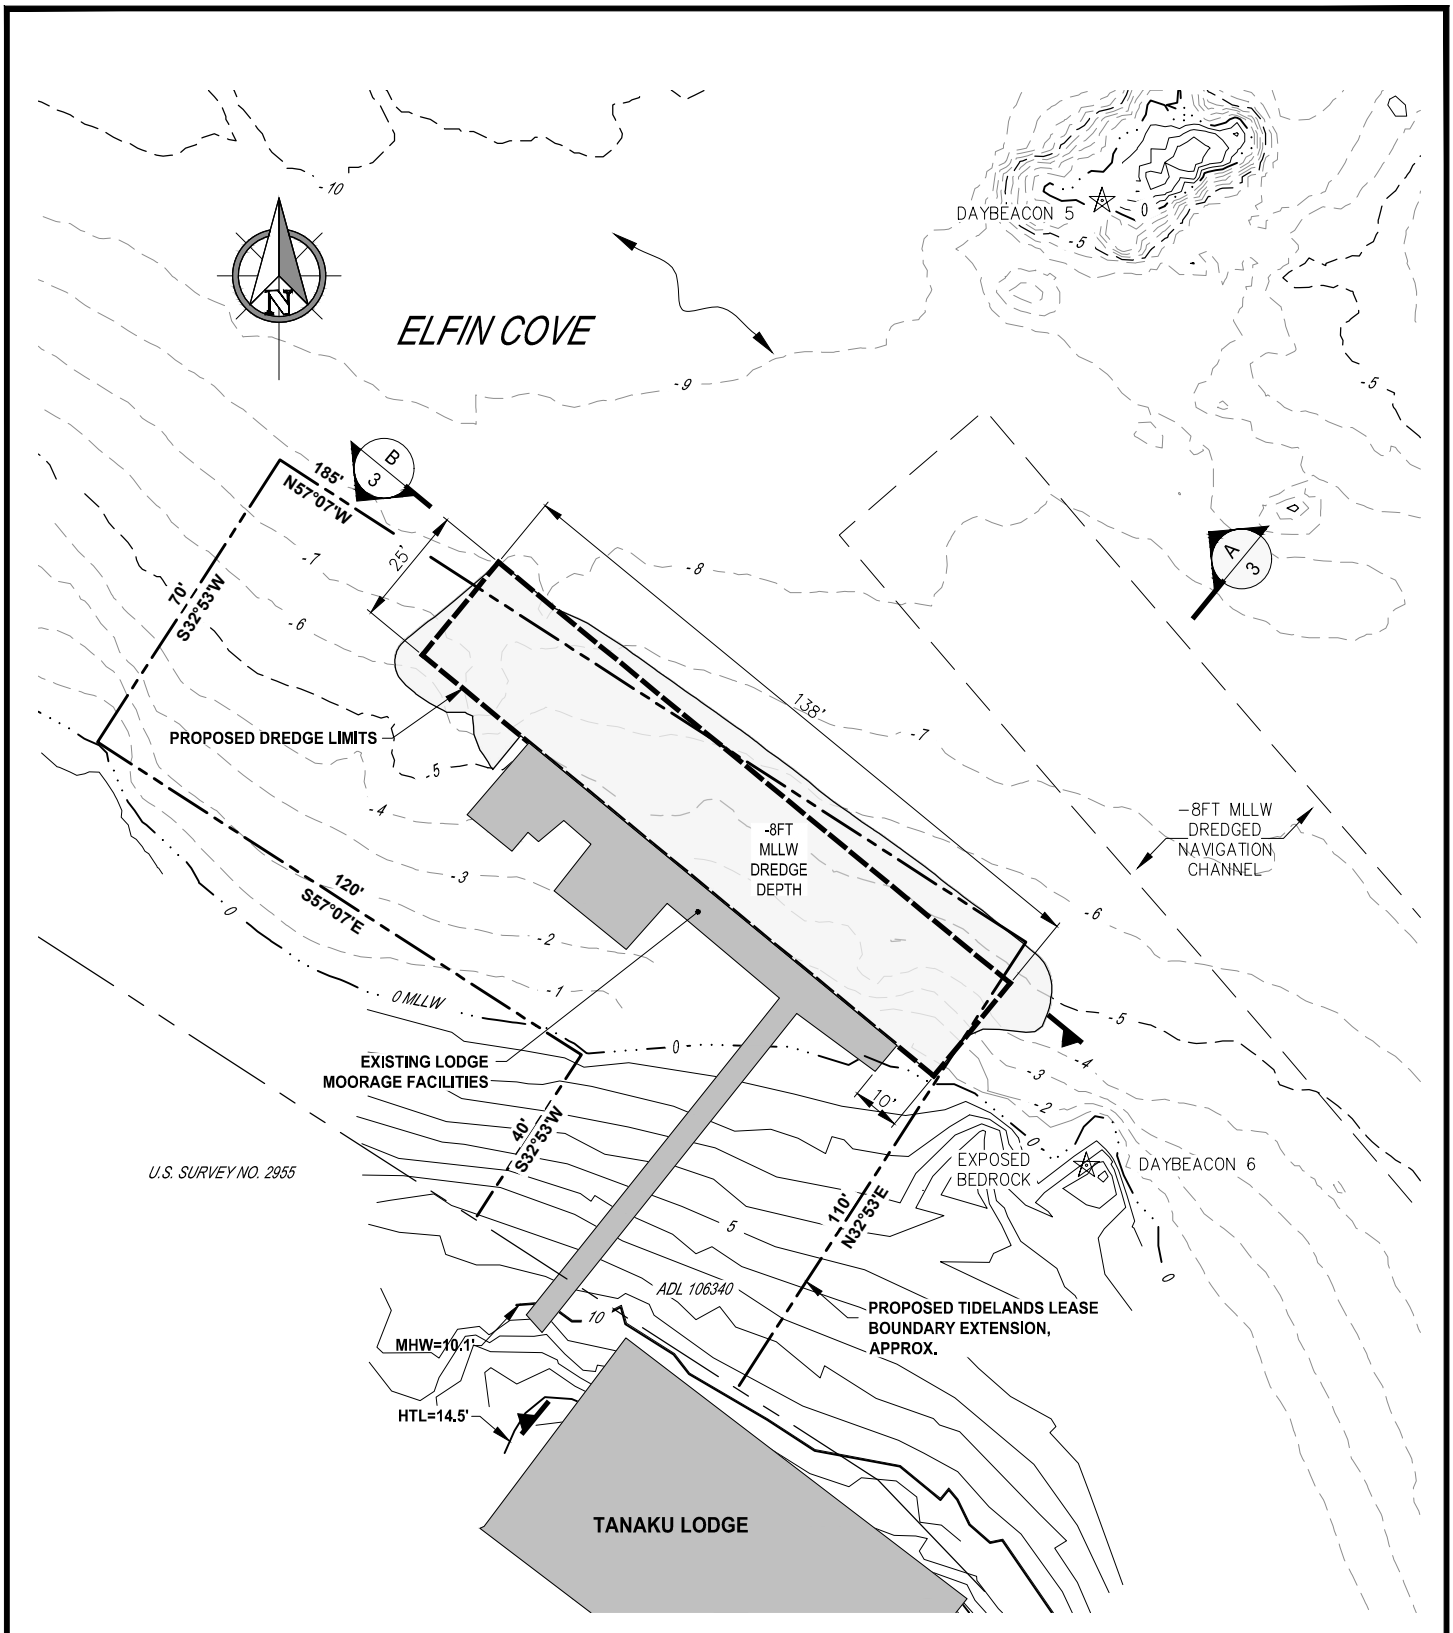 -10
DAYBEACON 5
0
-5
N
ELFIN COVE
-9
-5
B
3
185'
N57°07'W
25'
-7
-8
A
3
70'
S32°53'W
-6
138'
-7
PROPOSED DREDGE LIMITS
-5
-4
-8FT
MLLW
DREDGE
DEPTH
-8FT MLLW
DREDGED
NAVIGATION
CHANNEL
-3
120'
S57°07'E
0
-2
-6
-1
0 MLLW
-5
EXISTING LODGE
MOORAGE FACILITIES
0
-4
-3
-2
10'
0
40'
S32°53'W
EXPOSED
BEDROCK
DAYBEACON 6
U.S. SURVEY NO. 2955
110'
N32°53'E
5
0
ADL 106340
10
PROPOSED TIDELANDS LEASE
BOUNDARY EXTENSION,
APPROX.
MHW=10.1'
HTL=14.5'
TANAKU LODGE